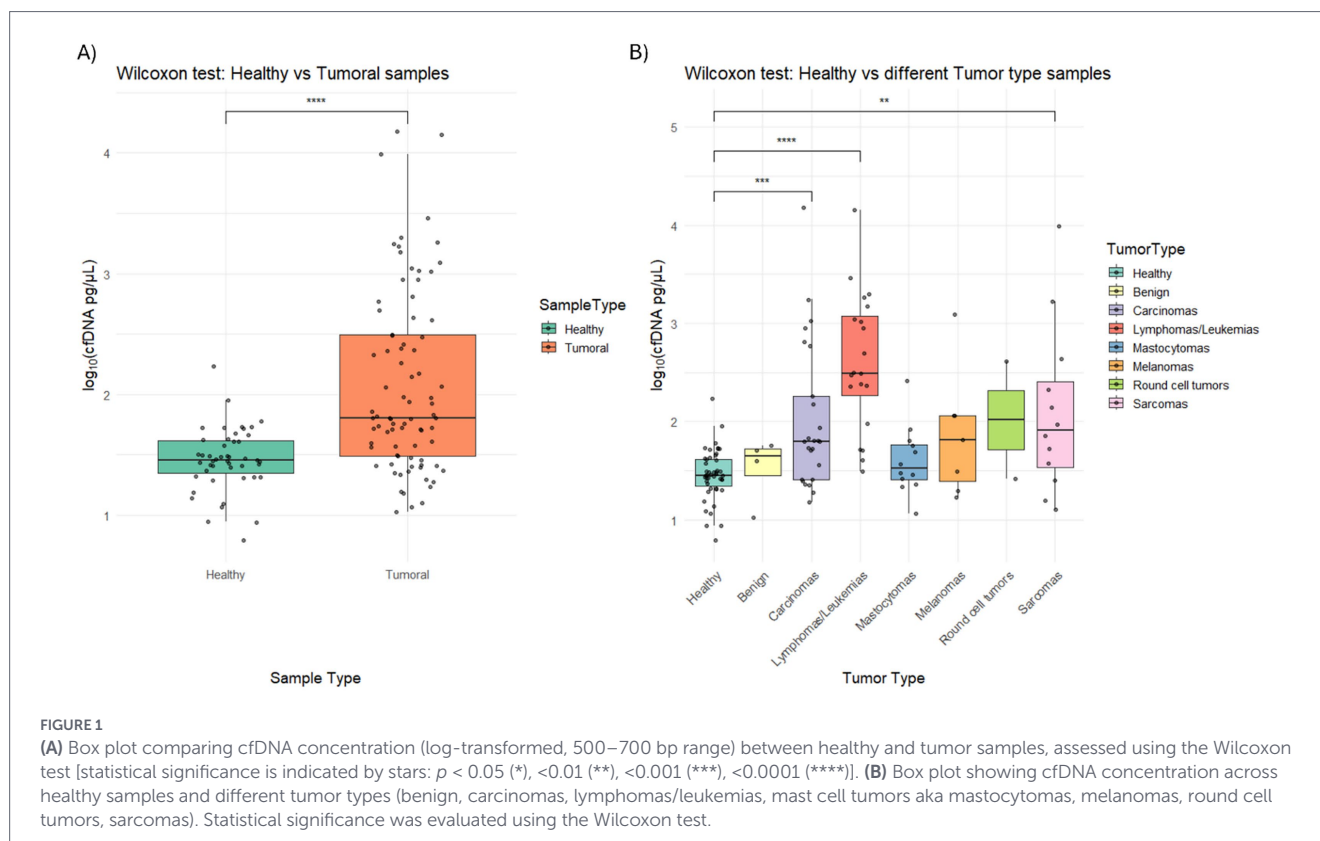 A)
Wilcoxon test: Healthy vs Tumoral samples
****
4
3
2
1
log₁₀(cfDNA pg/µL)
Healthy
Tumoral
Sample Type
SampleType
Healthy
Tumoral
B)
Wilcoxon test: Healthy vs different Tumor type samples
**
****
***
5
4
3
2
1
log₁₀(cfDNA pg/µL)
Healthy
Benign
Carcinomas
Lymphomas/Leukemias
Mastocytomas
Melanomas
Round cell tumors
Sarcomas
Tumor Type
TumorType
Healthy
Benign
Carcinomas
Lymphomas/Leukemias
Mastocytomas
Melanomas
Round cell tumors
Sarcomas
FIGURE 1
(A) Box plot comparing cfDNA concentration (log-transformed, 500–700 bp range) between healthy and tumor samples, assessed using the Wilcoxon
test [statistical significance is indicated by stars: p < 0.05 (*), <0.01 (**), <0.001 (***), <0.0001 (****)]. (B) Box plot showing cfDNA concentration across
healthy samples and different tumor types (benign, carcinomas, lymphomas/leukemias, mast cell tumors aka mastocytomas, melanomas, round cell
tumors, sarcomas). Statistical significance was evaluated using the Wilcoxon test.